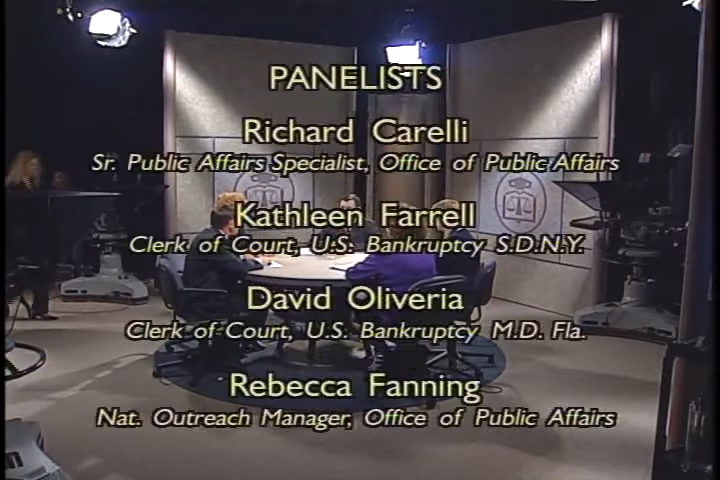 PANELISTS
Richard Carelli
Sr. Public Affairs Specialist, Office of Public Affairs
Kathleen Farrell
Clerk of Court, U.S. Bankruptcy S.D.N.Y.
David Oliveria
Clerk of Court, U.S. Bankruptcy M.D. Fla.
Rebecca Fanning
Nat. Outreach Manager, Office of Public Affairs